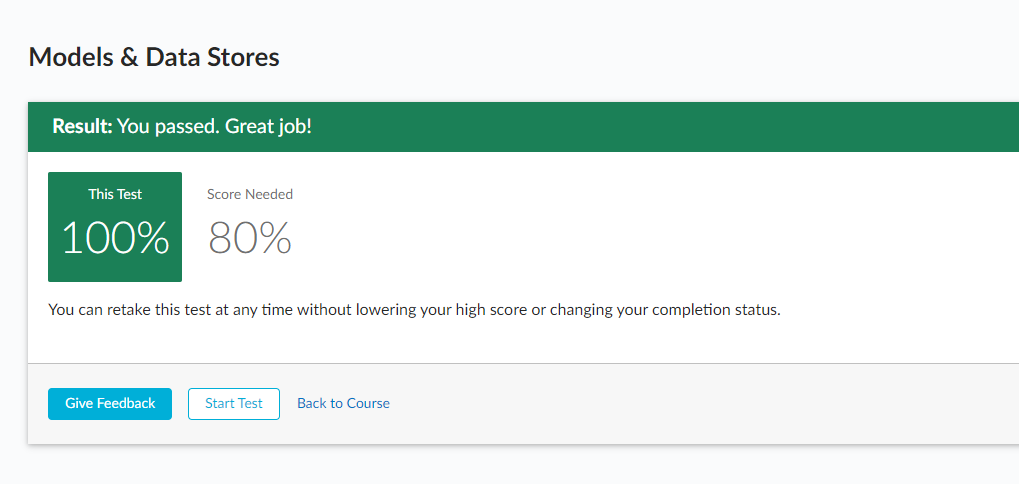 Models & Data Stores
Result: You passed. Great job!
This Test
100%
Score Needed
80%
You can retake this test at any time without lowering your high score or changing your completion status.
Give Feedback
Start Test
Back to Course